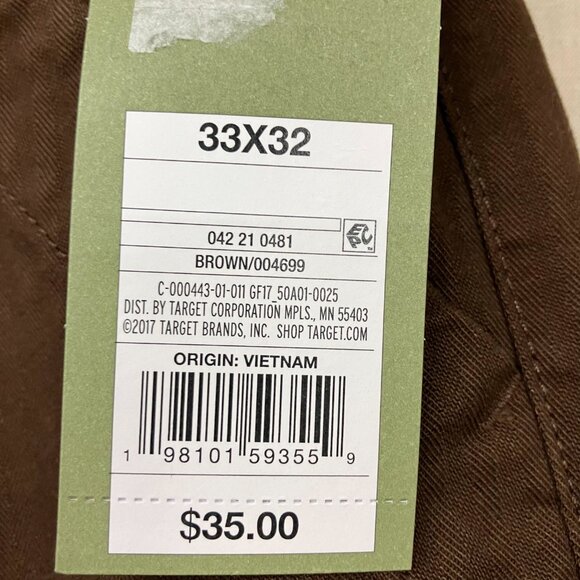 33X32
EPC
042 21 0481
BROWN/004699
C-000443-01-011 GF17_50A01-0025
DIST. BY TARGET CORPORATION MPLS., MN 55403
©2017 TARGET BRANDS, INC. SHOP TARGET.COM
ORIGIN: VIETNAM
1 98101 59355 9
$35.00